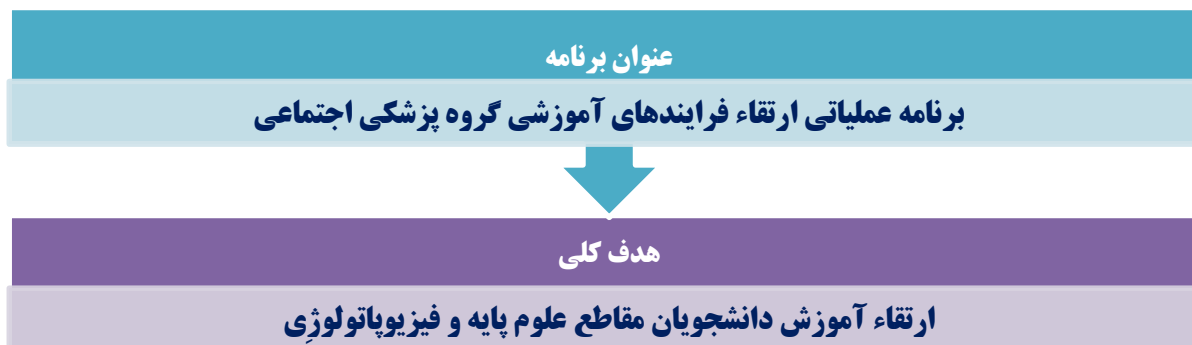 عنوان برنامه
برنامه عملیاتی ارتقاء فرایندهای آموزشی گروه پزشکی اجتماعی
هدف کلی
ارتقاء آموزش دانشجویان مقاطع علوم پایه و فیزیوپاتولوژِی